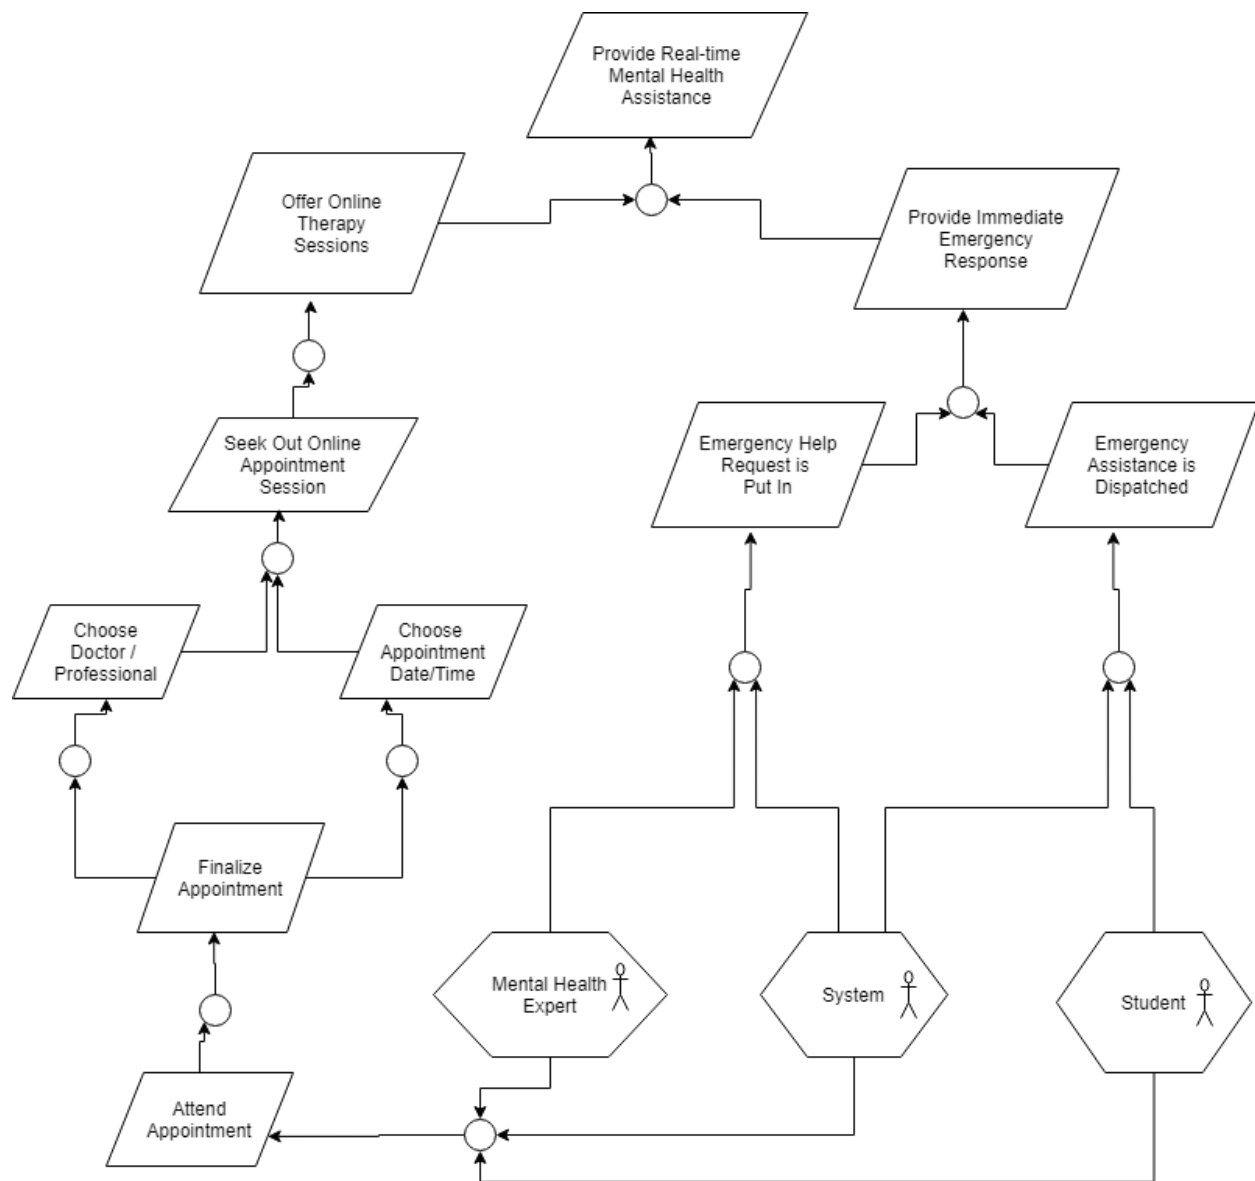 Provide Real-time
Mental Health
Assistance
Offer Online
Therapy
Sessions
Provide Immediate
Emergency
Response
Seek Out Online
Appointment
Session
Emergency Help
Request is
Put In
Emergency
Assistance is
Dispatched
Choose
Doctor /
Professional
Choose
Appointment
Date/Time
Finalize
Appointment
Mental Health
Expert
System
Student
Attend
Appointment